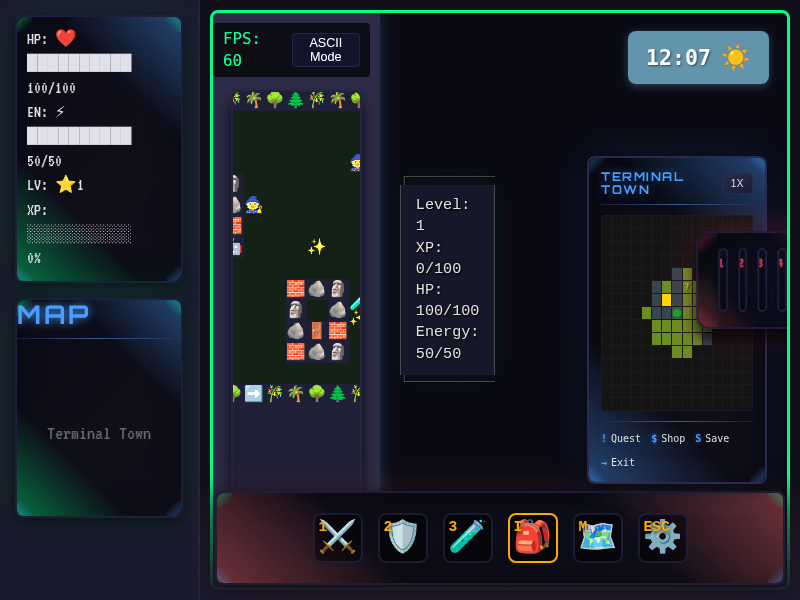 HP: ❤️
100/100
EN: ⚡
50/50
LV: ⭐1
XP:
0%
MAP
Terminal Town
FPS:
60
ASCII
Mode
Level:
1
XP:
0/100
HP:
100/100
Energy:
50/50
12:07 ☀️
TERMINAL
TOWN
1X
?
1 2 3 4
! Quest $ Shop S Save
→ Exit
1
2
3
I
M
ESC